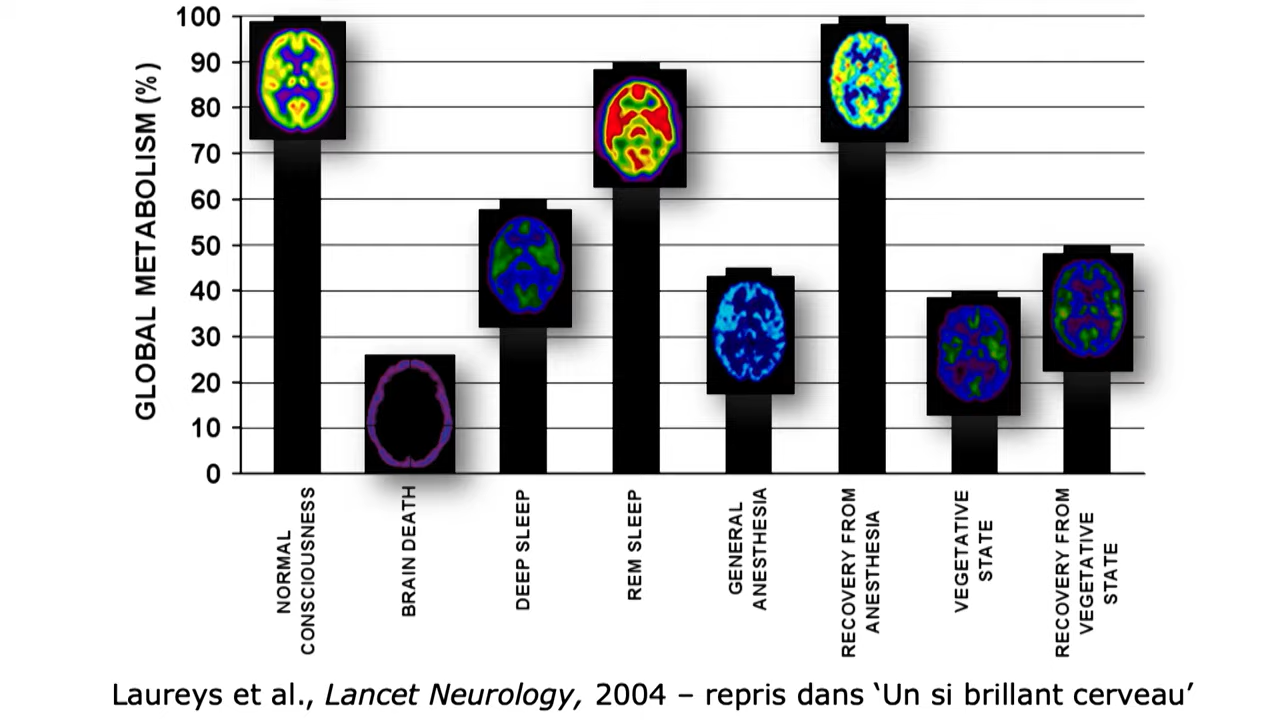 GLOBAL METABOLISM (%)
100
90
80
70
60
50
40
30
20
10
0
NORMAL
CONSCIOUSNESS
BRAIN DEATH
DEEP SLEEP
REM SLEEP
GENERAL
ANESTHESIA
RECOVERY FROM
ANESTHESIA
VEGETATIVE
STATE
RECOVERY FROM
VEGETATIVE
STATE
Laureys et al., Lancet Neurology, 2004 – repris dans ‘Un si brillant cerveau’